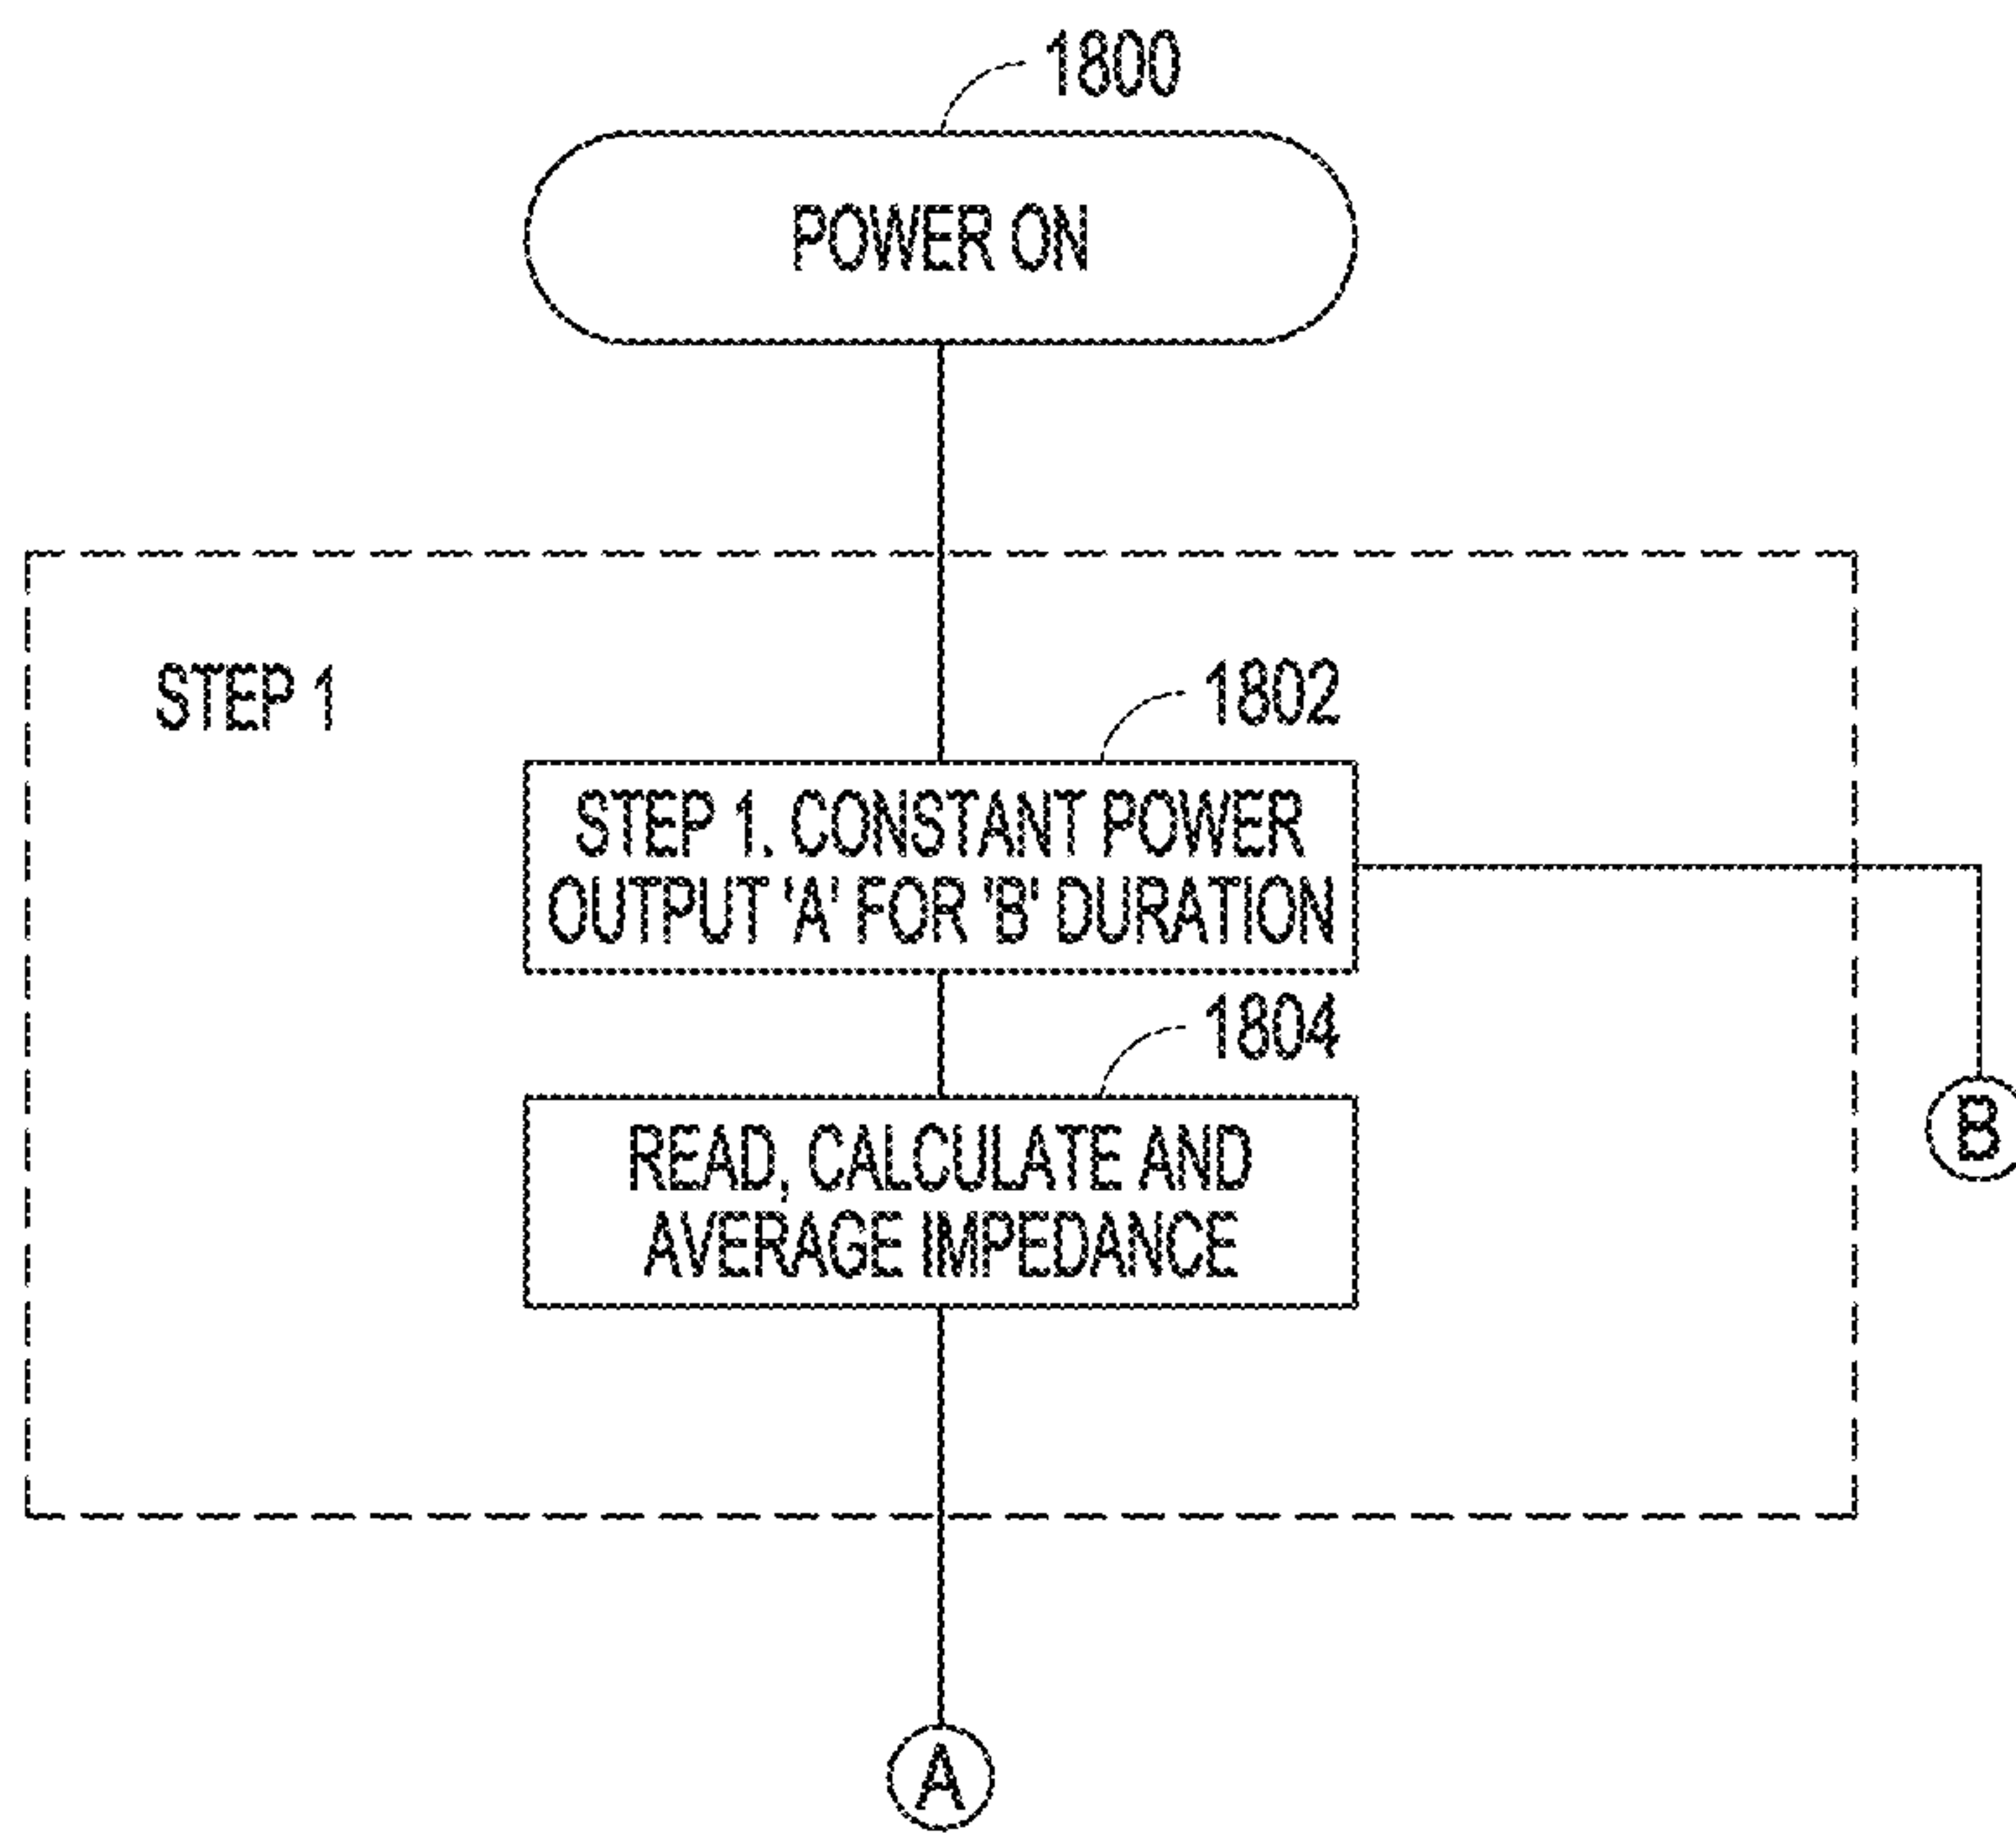 1800
POWER ON
STEP 1
1802
STEP 1. CONSTANT POWER
OUTPUT ‘A’ FOR ’B’ DURATION
1804
READ, CALCULATE AND
AVERAGE IMPEDANCE
B
A